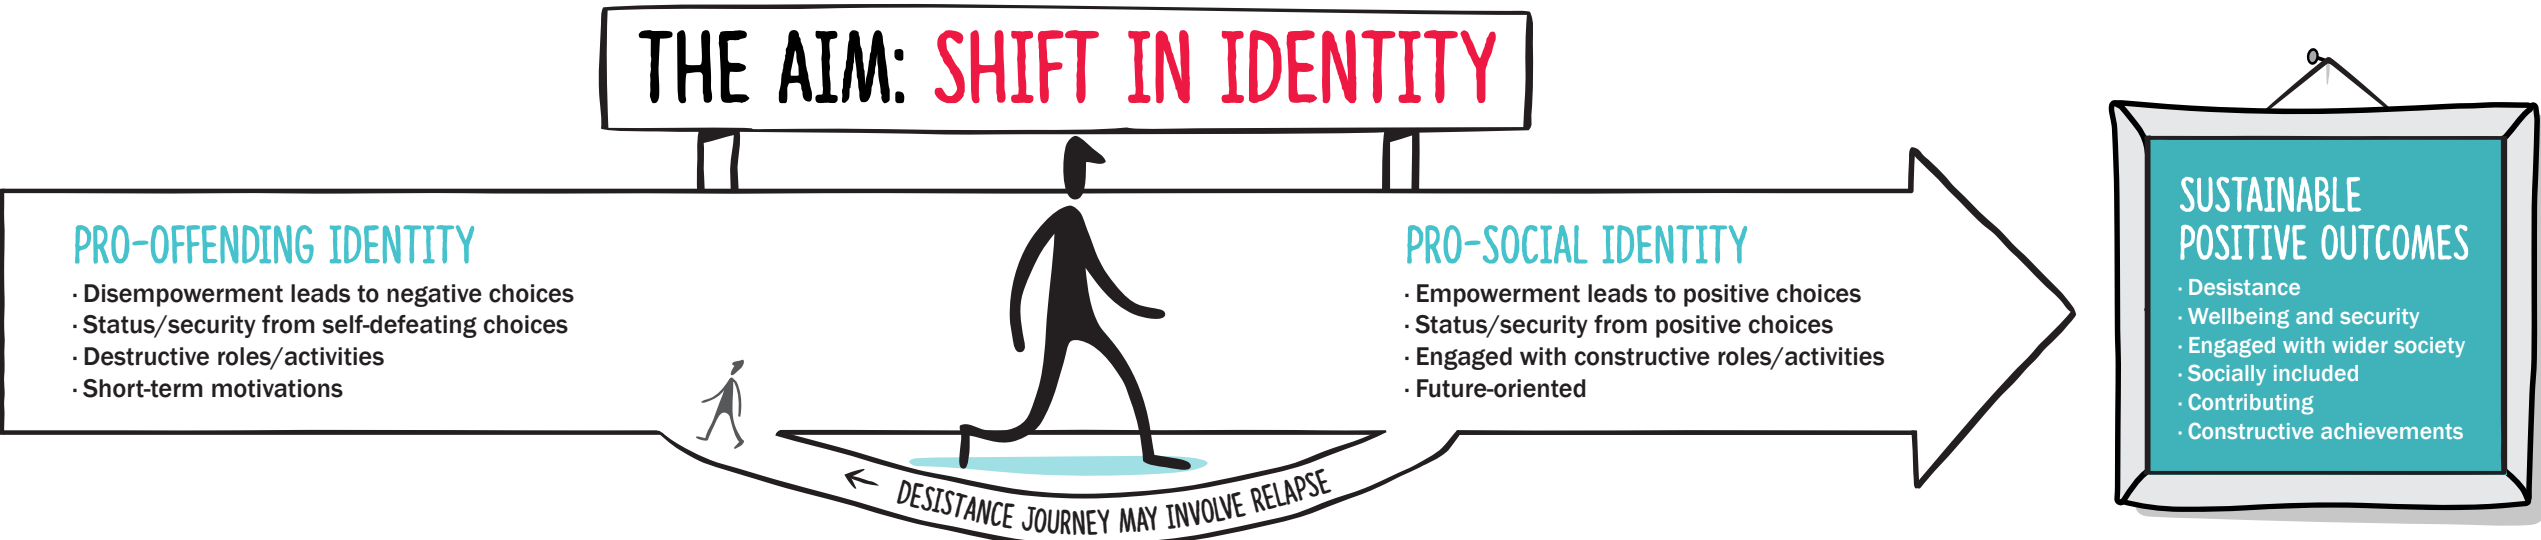 THE AIM: SHIFT IN IDENTITY
PRO-OFFENDING IDENTITY
· Disempowerment leads to negative choices
· Status/security from self-defeating choices
· Destructive roles/activities
· Short-term motivations
← DESISTANCE JOURNEY MAY INVOLVE RELAPSE
PRO-SOCIAL IDENTITY
· Empowerment leads to positive choices
· Status/security from positive choices
· Engaged with constructive roles/activities
· Future-oriented
SUSTAINABLE
POSITIVE OUTCOMES
· Desistance
· Wellbeing and security
· Engaged with wider society
· Socially included
· Contributing
· Constructive achievements